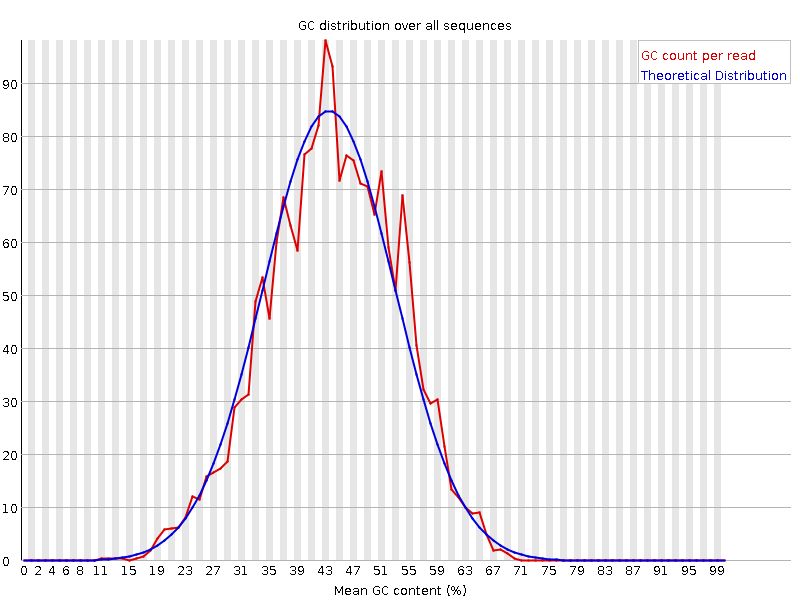 GC distribution over all sequences
GC count per read
Theoretical Distribution
90
80
70
60
50
40
30
20
10
0
0 2 4 6 8 11 15 19 23 27 31 35 39 43 47 51 55 59 63 67 71 75 79 83 87 91 95 99
Mean GC content (%)